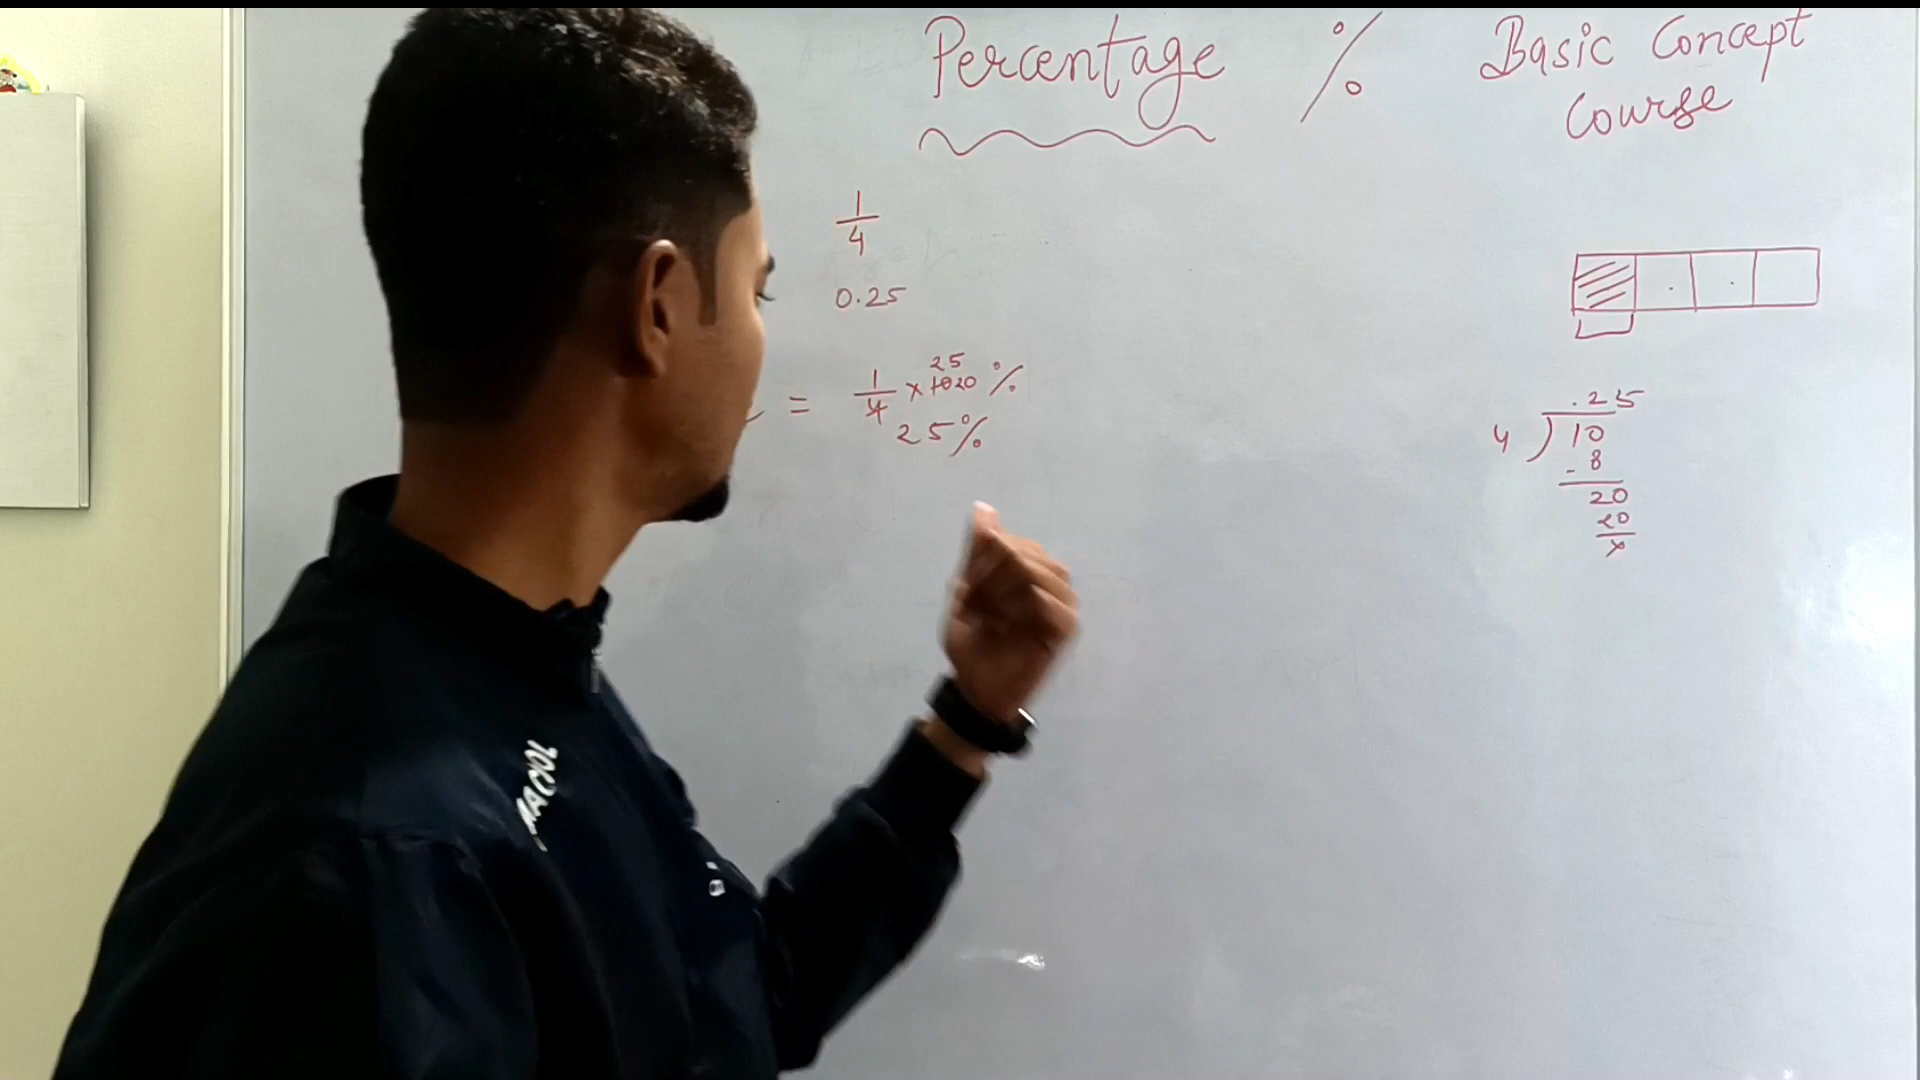 Percentage %
Basic Concept
Course
1
4
0.25
= 1/4 × 100 %
25
25%
.25
4 ) 10
- 8
20
20
x